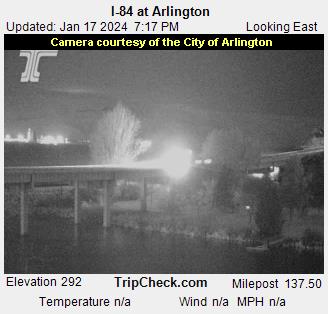 I-84 at Arlington
Updated: Jan 17 2024 7:17 PM Looking East
Camera courtesy of the City of Arlington
Elevation 292 TripCheck.com Milepost 137.50
Temperature n/a Wind n/a MPH n/a